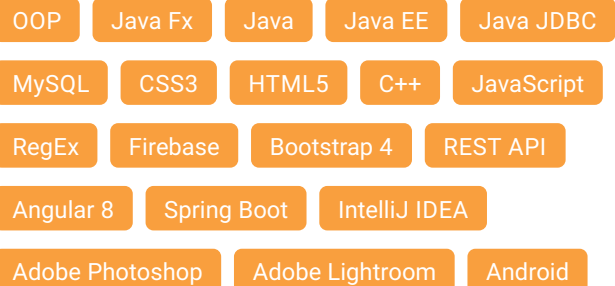 OOP Java Fx Java Java EE Java JDBC
MySQL CSS3 HTML5 C++ JavaScript
RegEx Firebase Bootstrap 4 REST API
Angular 8 Spring Boot IntelliJ IDEA
Adobe Photoshop Adobe Lightroom Android